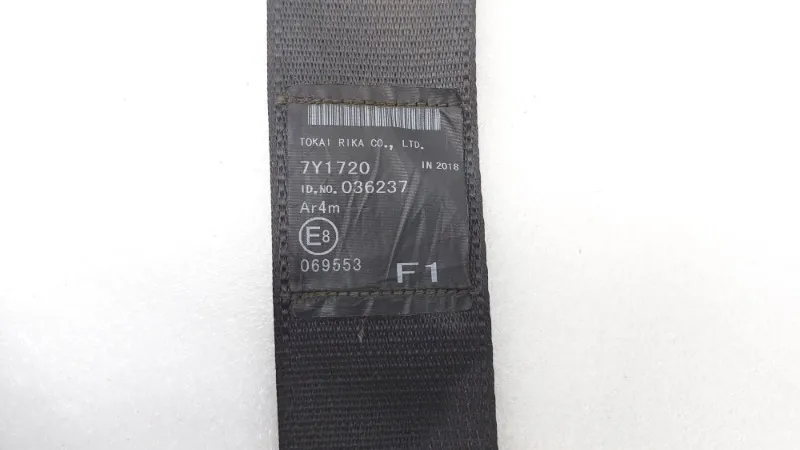 TOKAI RIKA CO., LTD.
7Y1720 IN 2018
ID.NO. 036237
Ar4m
E8
069553 F1